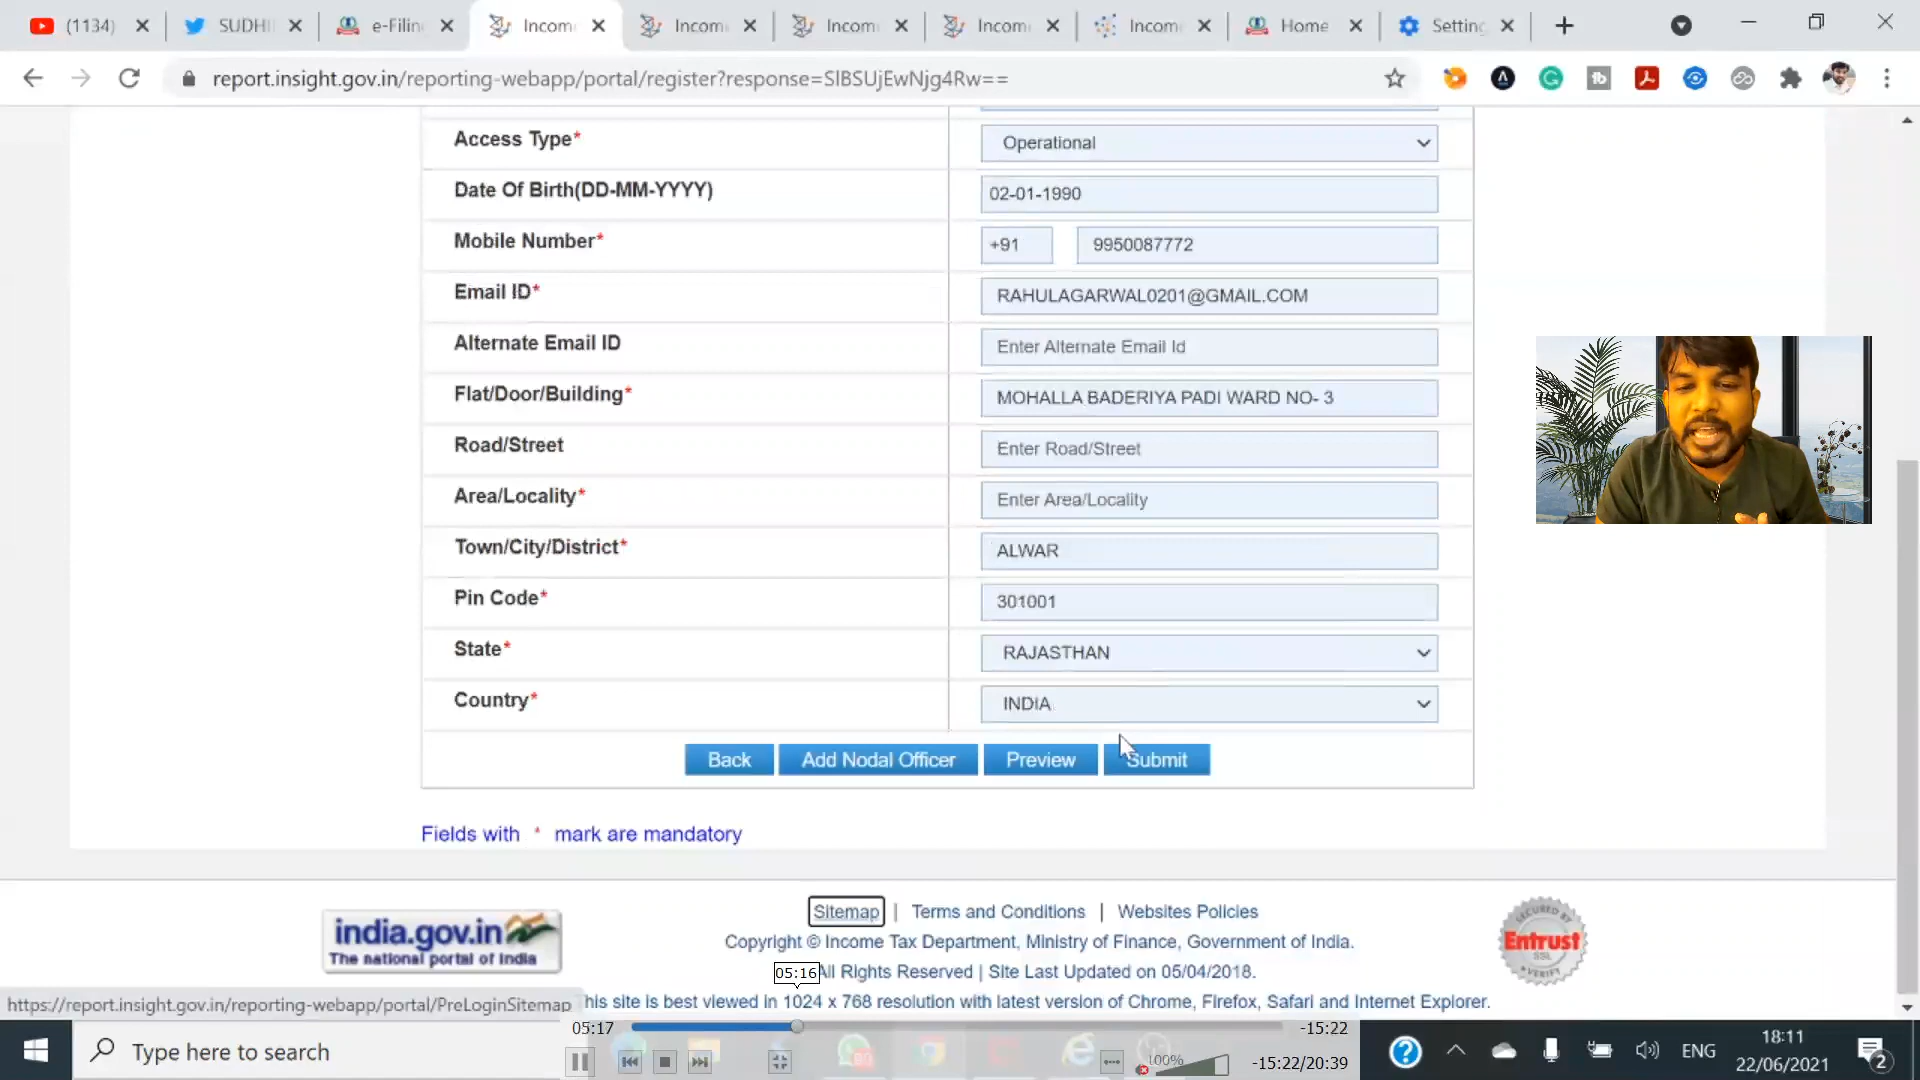 (1134)
SUDHI
e-Filin
Incom
Incom
Incom
Incom
Incom
Home
Setting
report.insight.gov.in/reporting-webapp/portal/register?response=SlBSUjEwNjg4Rw==
Access Type*
Operational
Date Of Birth(DD-MM-YYYY)
02-01-1990
Mobile Number*
+91
9950087772
Email ID*
RAHULAGARWAL0201@GMAIL.COM
Alternate Email ID
Enter Alternate Email Id
Flat/Door/Building*
MOHALLA BADERIYA PADI WARD NO- 3
Road/Street
Enter Road/Street
Area/Locality*
Enter Area/Locality
Town/City/District*
ALWAR
Pin Code*
301001
State*
RAJASTHAN
Country*
INDIA
Back
Add Nodal Officer
Preview
Submit
Fields with * mark are mandatory
india.gov.in
The national portal of India
Sitemap | Terms and Conditions | Websites Policies
Copyright © Income Tax Department, Ministry of Finance, Government of India.
05:16
All Rights Reserved | Site Last Updated on 05/04/2018.
SECURED BY
Entrust
SSL
VERIFY
https://report.insight.gov.in/reporting-webapp/portal/PreLoginSitemap
his site is best viewed in 1024 x 768 resolution with latest version of Chrome, Firefox, Safari and Internet Explorer.
Type here to search
05:17
-15:22
100%
-15:22/20:39
ENG
18:11
22/06/2021
2